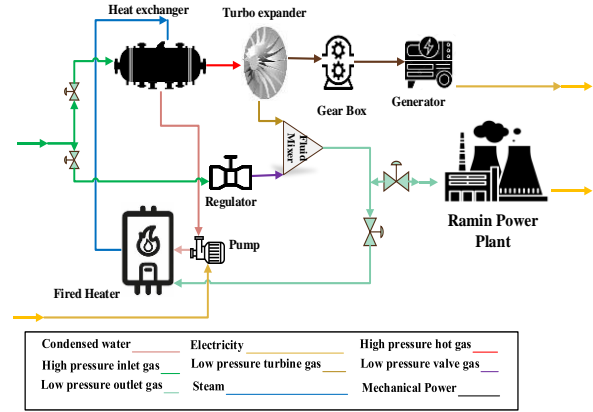 Heat exchanger
Turbo expander
Gear Box
Generator
Fluid
Mixer
Regulator
Ramin Power
Plant
Pump
Fired Heater
Condensed water
Electricity
High pressure hot gas
High pressure inlet gas
Low pressure turbine gas
Low pressure valve gas
Low pressure outlet gas
Steam
Mechanical Power